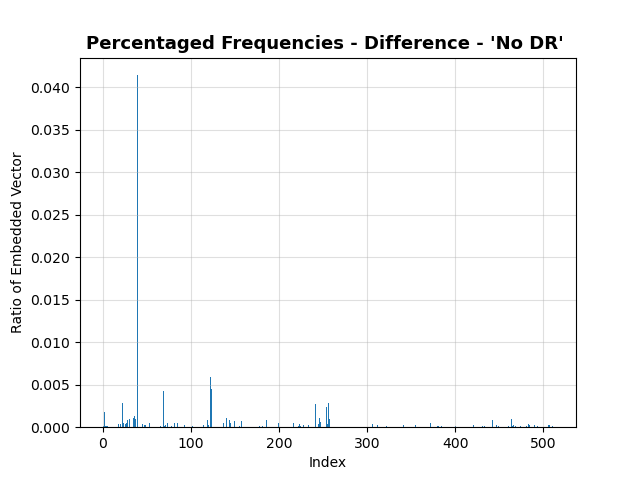 Percentaged Frequencies - Difference - 'No DR'
0.040
0.035
0.030
0.025
0.020
0.015
0.010
0.005
0.000
Ratio of Embedded Vector
0 100 200 300 400 500
Index